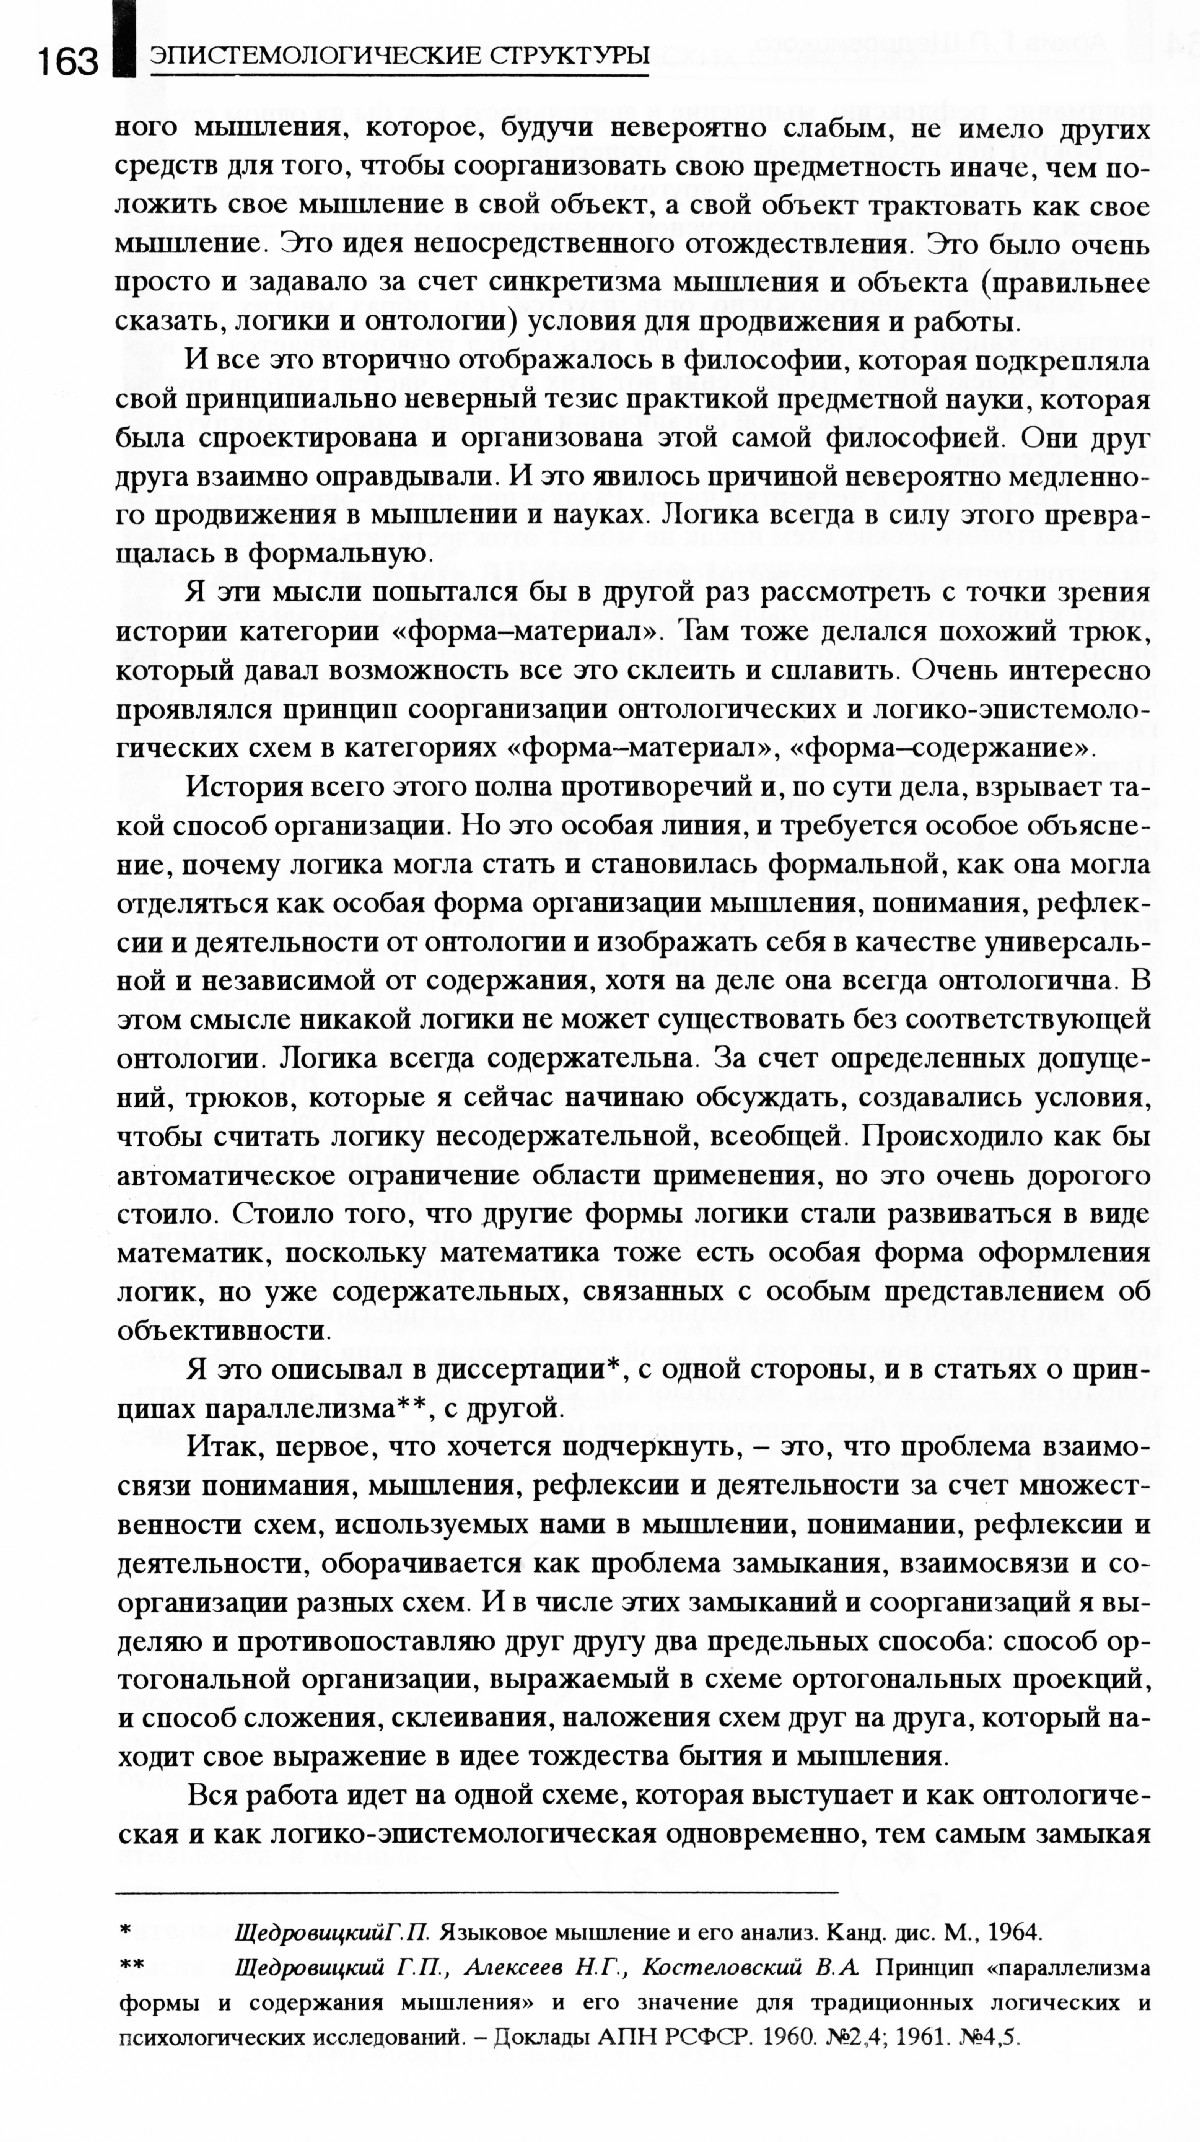 163 ЭПИСТЕМОЛОГИЧЕСКИЕ СТРУКТУРЫ
ного мышления, которое, будучи невероятно слабым, не имело других
средств для того, чтобы соорганизовать свою предметность иначе, чем по-
ложить свое мышление в свой объект, а свой объект трактовать как свое
мышление. Это идея непосредственного отождествления. Это было очень
просто и задавало за счет синкретизма мышления и объекта (правильнее
сказать, логики и онтологии) условия для продвижения и работы.
И все это вторично отображалось в философии, которая подкрепляла
свой принципиально неверный тезис практикой предметной науки, которая
была спроектирована и организована этой самой философией. Они друг
друга взаимно оправдывали. И это явилось причиной невероятно медленно-
го продвижения в мышлении и науках. Логика всегда в силу этого превра-
щалась в формальную.
Я эти мысли попытался бы в другой раз рассмотреть с точки зрения
истории категории «форма–материал». Там тоже делался похожий трюк,
который давал возможность все это склеить и сплавить. Очень интересно
проявлялся принцип соорганизации онтологических и логико-эпистемоло-
гических схем в категориях «форма–материал», «форма–содержание».
История всего этого полна противоречий и, по сути дела, взрывает та-
кой способ организации. Но это особая линия, и требуется особое объясне-
ние, почему логика могла стать и становилась формальной, как она могла
отделяться как особая форма организации мышления, понимания, рефлек-
сии и деятельности от онтологии и изображать себя в качестве универсаль-
ной и независимой от содержания, хотя на деле она всегда онтологична. В
этом смысле никакой логики не может существовать без соответствующей
онтологии. Логика всегда содержательна. За счет определенных допуще-
ний, трюков, которые я сейчас начинаю обсуждать, создавались условия,
чтобы считать логику несодержательной, всеобщей. Происходило как бы
автоматическое ограничение области применения, но это очень дорогого
стоило. Стоило того, что другие формы логики стали развиваться в виде
математик, поскольку математика тоже есть особая форма оформления
логик, но уже содержательных, связанных с особым представлением об
объективности.
Я это описывал в диссертации*, с одной стороны, и в статьях о прин-
ципах параллелизма**, с другой.
Итак, первое, что хочется подчеркнуть, – это, что проблема взаимо-
связи понимания, мышления, рефлексии и деятельности за счет множест-
венности схем, используемых нами в мышлении, понимании, рефлексии и
деятельности, оборачивается как проблема замыкания, взаимосвязи и со-
организации разных схем. И в числе этих замыканий и соорганизаций я вы-
деляю и противопоставляю друг другу два предельных способа: способ ор-
тогональной организации, выражаемый в схеме ортогональных проекций,
и способ сложения, склеивания, наложения схем друг на друга, который на-
ходит свое выражение в идее тождества бытия и мышления.
Вся работа идет на одной схеме, которая выступает и как онтологиче-
ская и как логико-эпистемологическая одновременно, тем самым замыкая
* ЩедровицкийГ.П. Языковое мышление и его анализ. Канд. дис. М., 1964.
** Щедровицкий Г.П., Алексеев Н.Г., Костеловский В.А. Принцип «параллелизма
формы и содержания мышления» и его значение для традиционных логических и
психологических исследований. – Доклады АПН РСФСР. 1960. №2,4; 1961. №4,5.